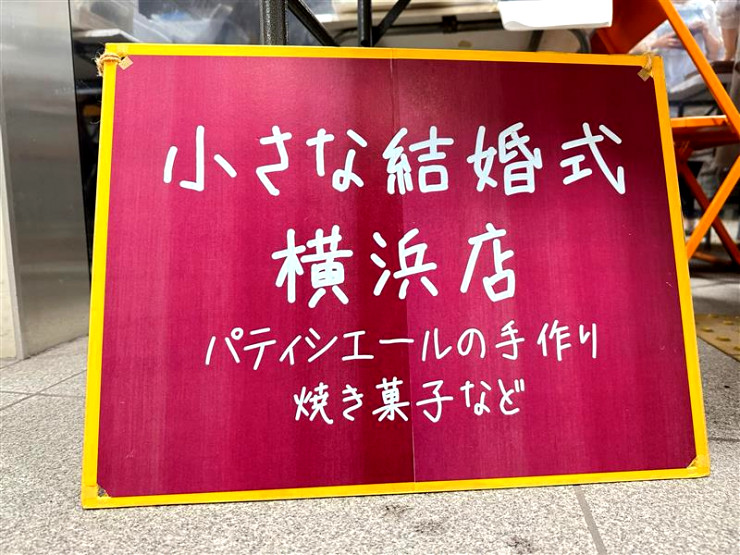 小さな結婚式
横浜店
パティシエールの手作り
焼き菓子など